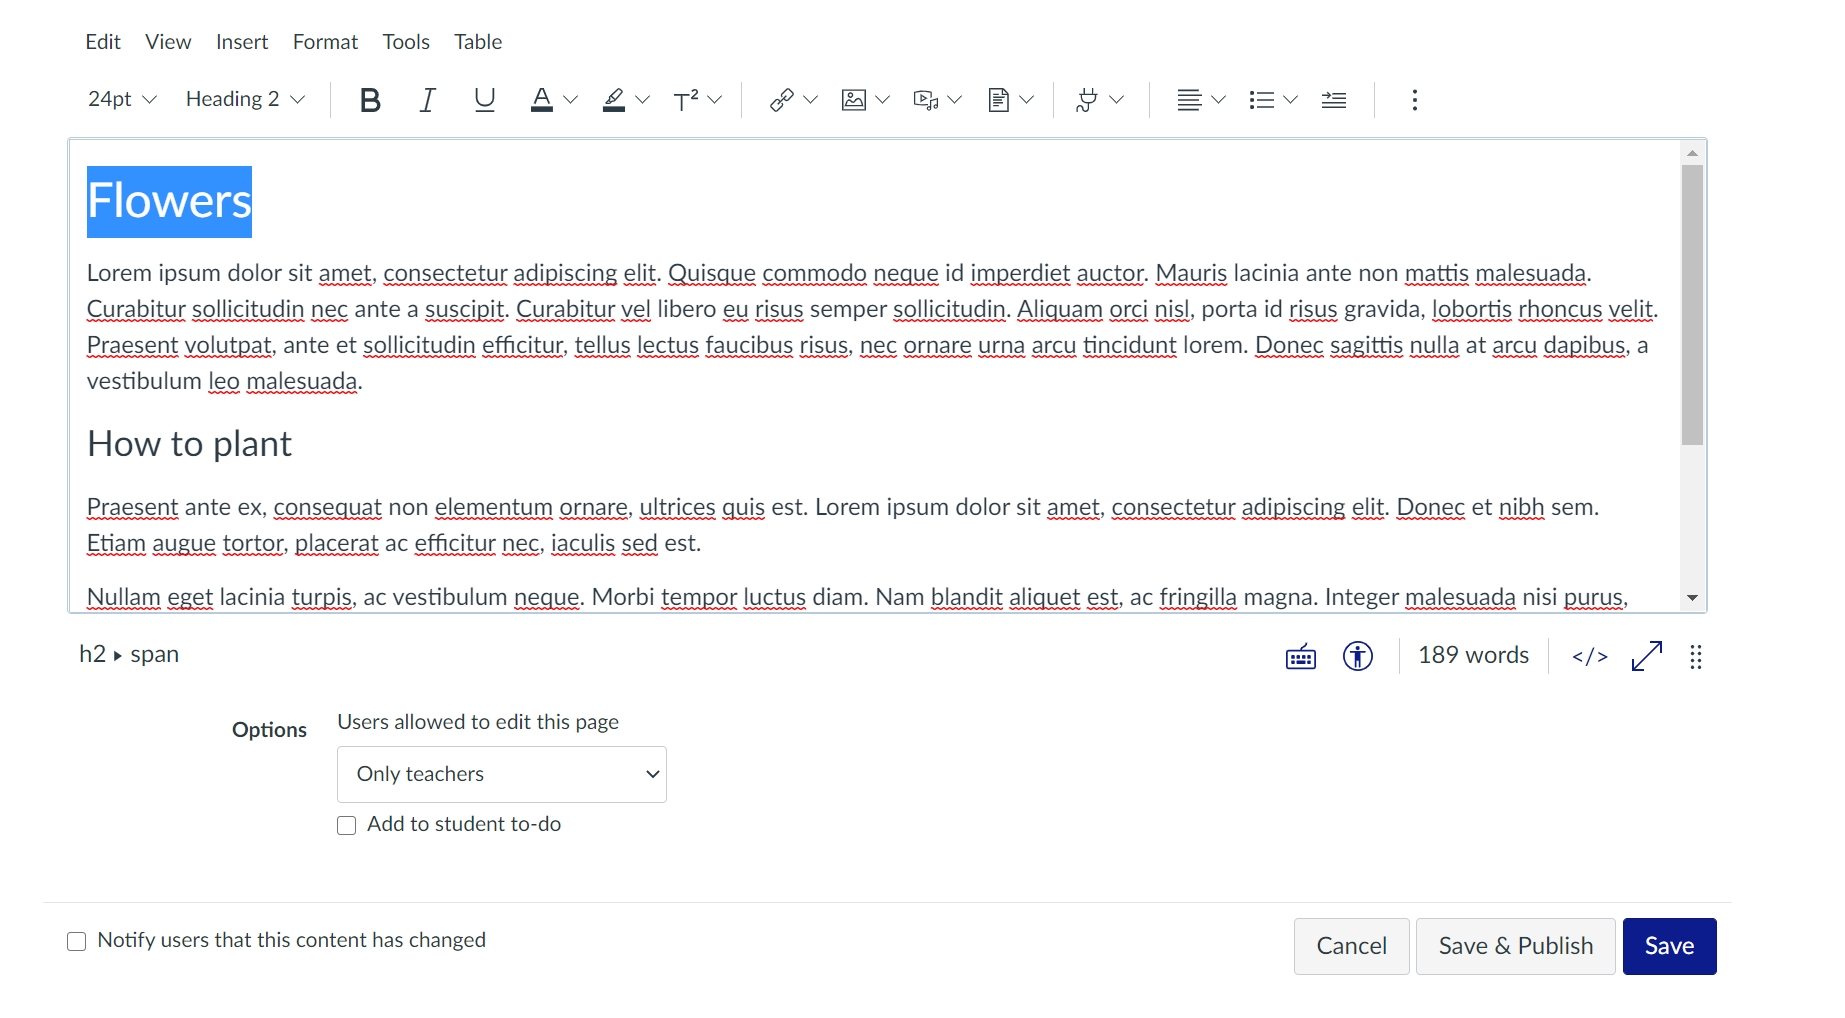 Edit View Insert Format Tools Table
24pt Heading 2 B I U A T²
Flowers
Lorem ipsum dolor sit amet, consectetur adipiscing elit. Quisque commodo neque id imperdiet auctor. Mauris lacinia ante non mattis malesuada.
Curabitur sollicitudin nec ante a suscipit. Curabitur vel libero eu risus semper sollicitudin. Aliquam orci nisl, porta id risus gravida, lobortis rhoncus velit.
Praesent volutpat, ante et sollicitudin efficitur, tellus lectus faucibus risus, nec ornare urna arcu tincidunt lorem. Donec sagittis nulla at arcu dapibus, a
vestibulum leo malesuada.
How to plant
Praesent ante ex, consequat non elementum ornare, ultrices quis est. Lorem ipsum dolor sit amet, consectetur adipiscing elit. Donec et nibh sem.
Etiam augue tortor, placerat ac efficitur nec, iaculis sed est.
Nullam eget lacinia turpis, ac vestibulum neque. Morbi tempor luctus diam. Nam blandit aliquet est, ac fringilla magna. Integer malesuada nisi purus,
h2 ▸ span 189 words </>
Options Users allowed to edit this page
Only teachers
Add to student to-do
Notify users that this content has changed
Cancel Save & Publish Save